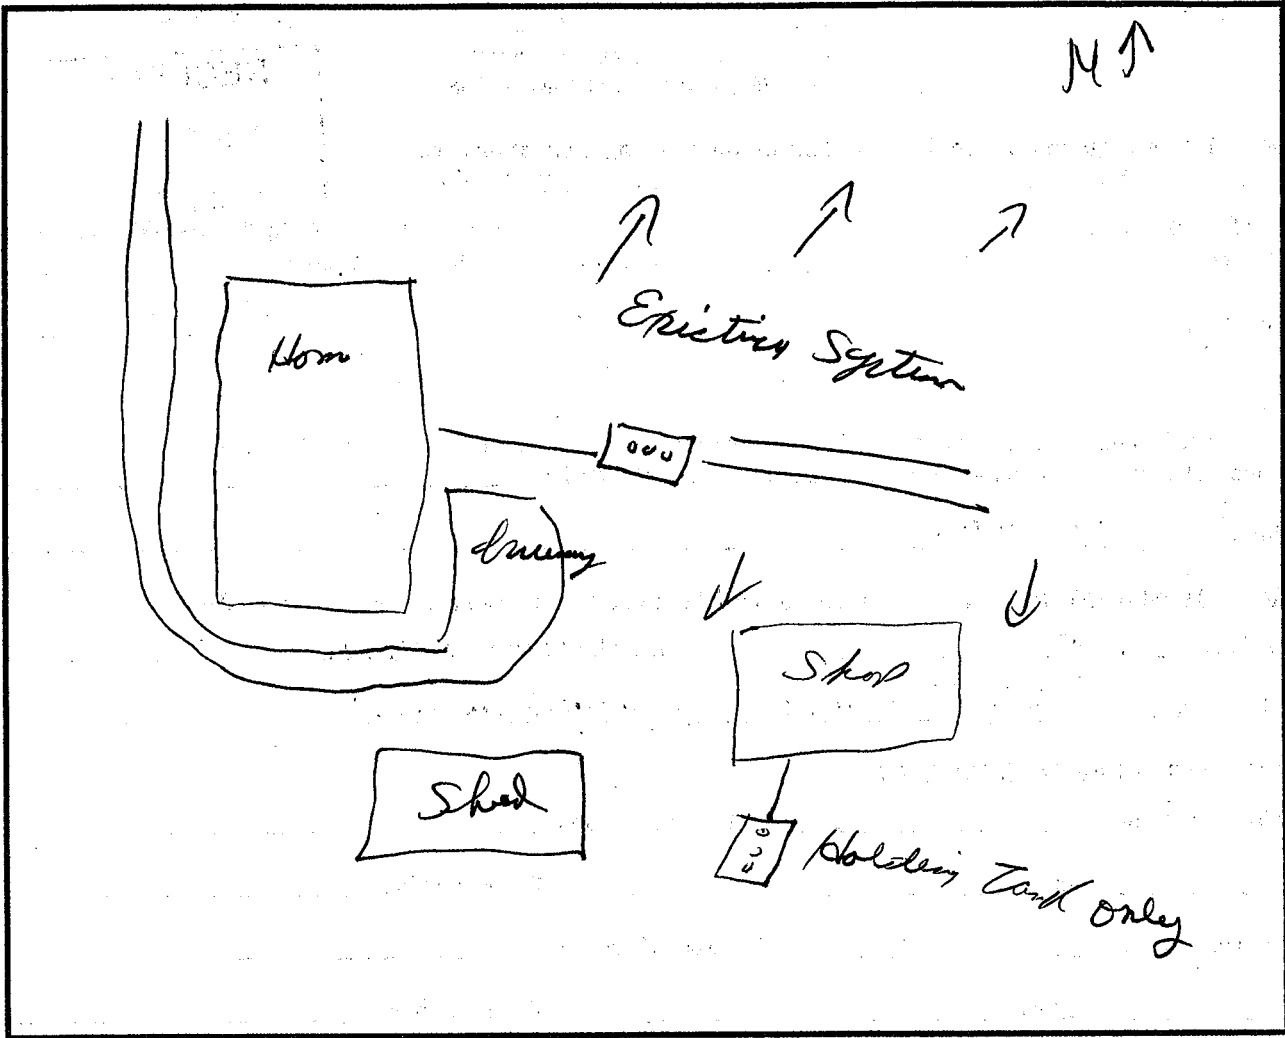 N
Home
Existing System
driveway
Shop
Shed
Holding Tank only